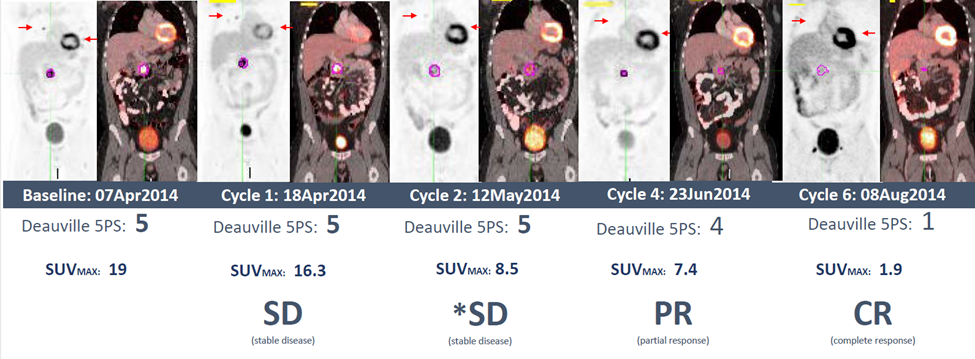 Baseline: 07Apr2014 Cycle 1: 18Apr2014 Cycle 2: 12May2014 Cycle 4: 23Jun2014 Cycle 6: 08Aug2014
Deauville 5PS: 5 Deauville 5PS: 5 Deauville 5PS: 5 Deauville 5PS: 4 Deauville 5PS: 1
SUVMAX: 19 SUVMAX: 16.3 SUVMAX: 8.5 SUVMAX: 7.4 SUVMAX: 1.9
SD *SD PR CR
(stable disease) (stable disease) (partial response) (complete response)